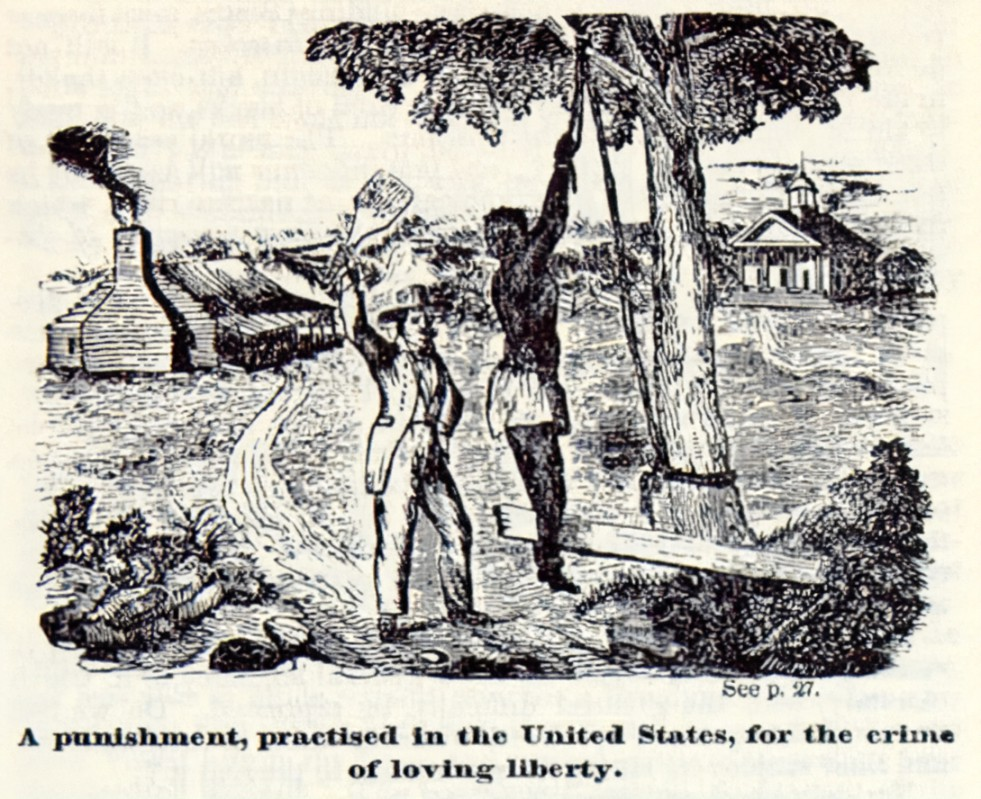 See p. 27.
A punishment, practised in the United States, for the crime
of loving liberty.